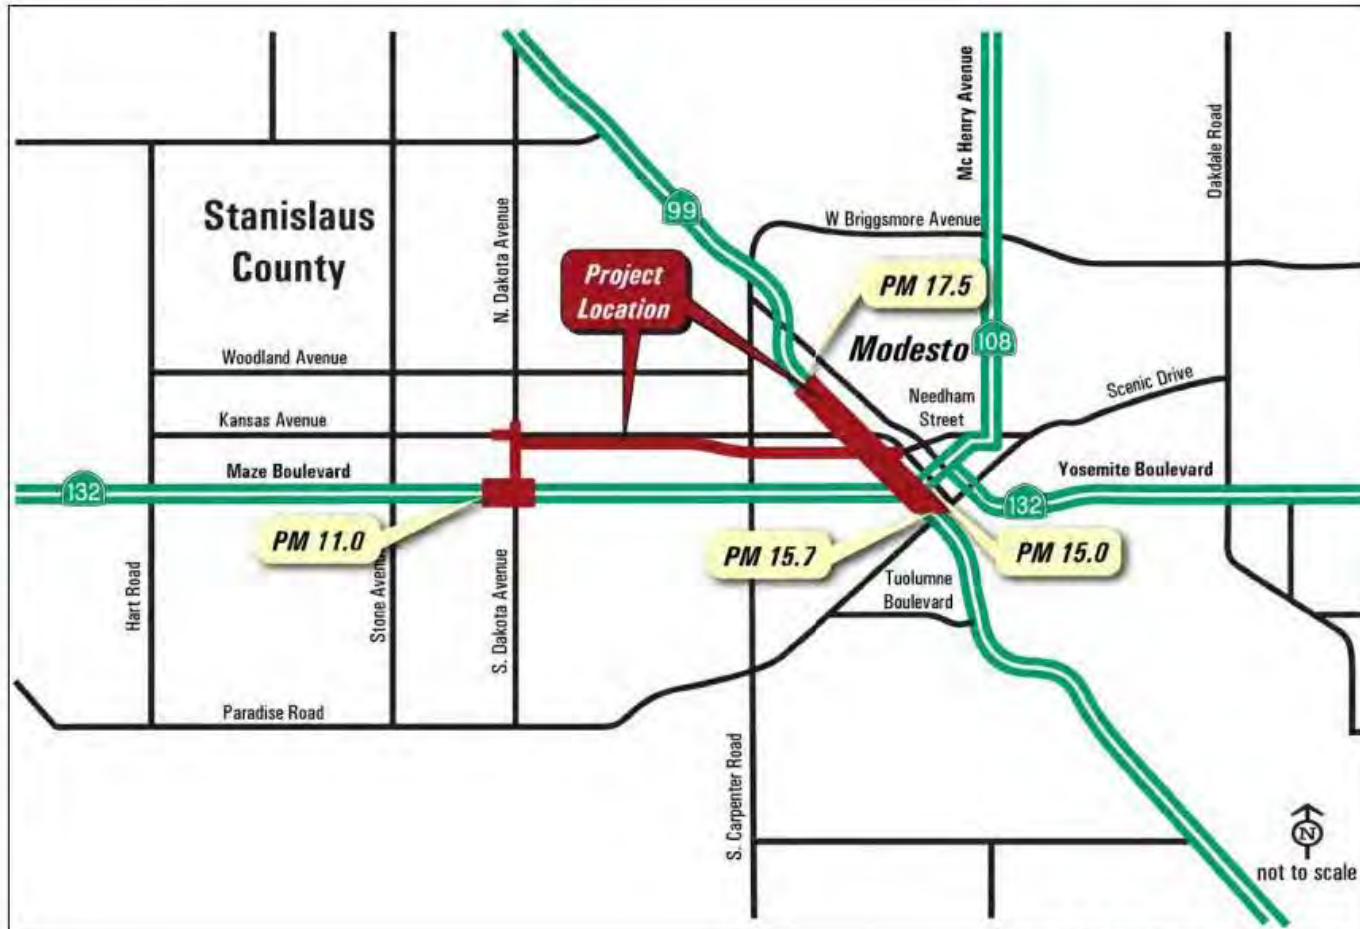 Mc Henry Avenue
Oakdale Road
Stanislaus
County
N. Dakota Avenue
99
W Briggsmore Avenue
Project
Location
PM 17.5
Modesto
108
Woodland Avenue
Scenic Drive
Needham
Street
Kansas Avenue
Maze Boulevard
Yosemite Boulevard
132
132
PM 11.0
PM 15.7
PM 15.0
Hart Road
Stone Avenu
S. Dakota Avenue
Tuolumne
Boulevard
Paradise Road
S. Carpenter Road
N
not to scale